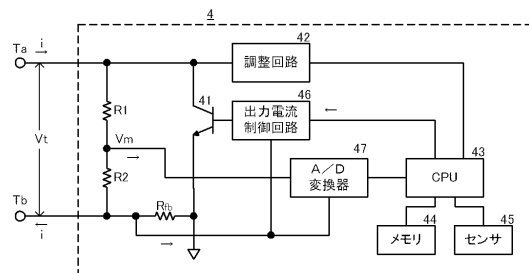 4
Ta
i
→
42
調整回路
R1
41
46
出力電流
制御回路
←
Vt
Vm
→
47
A/D
変換器
43
CPU
R2
Tb
Rfb
←
i
→
44
メモリ
45
センサ